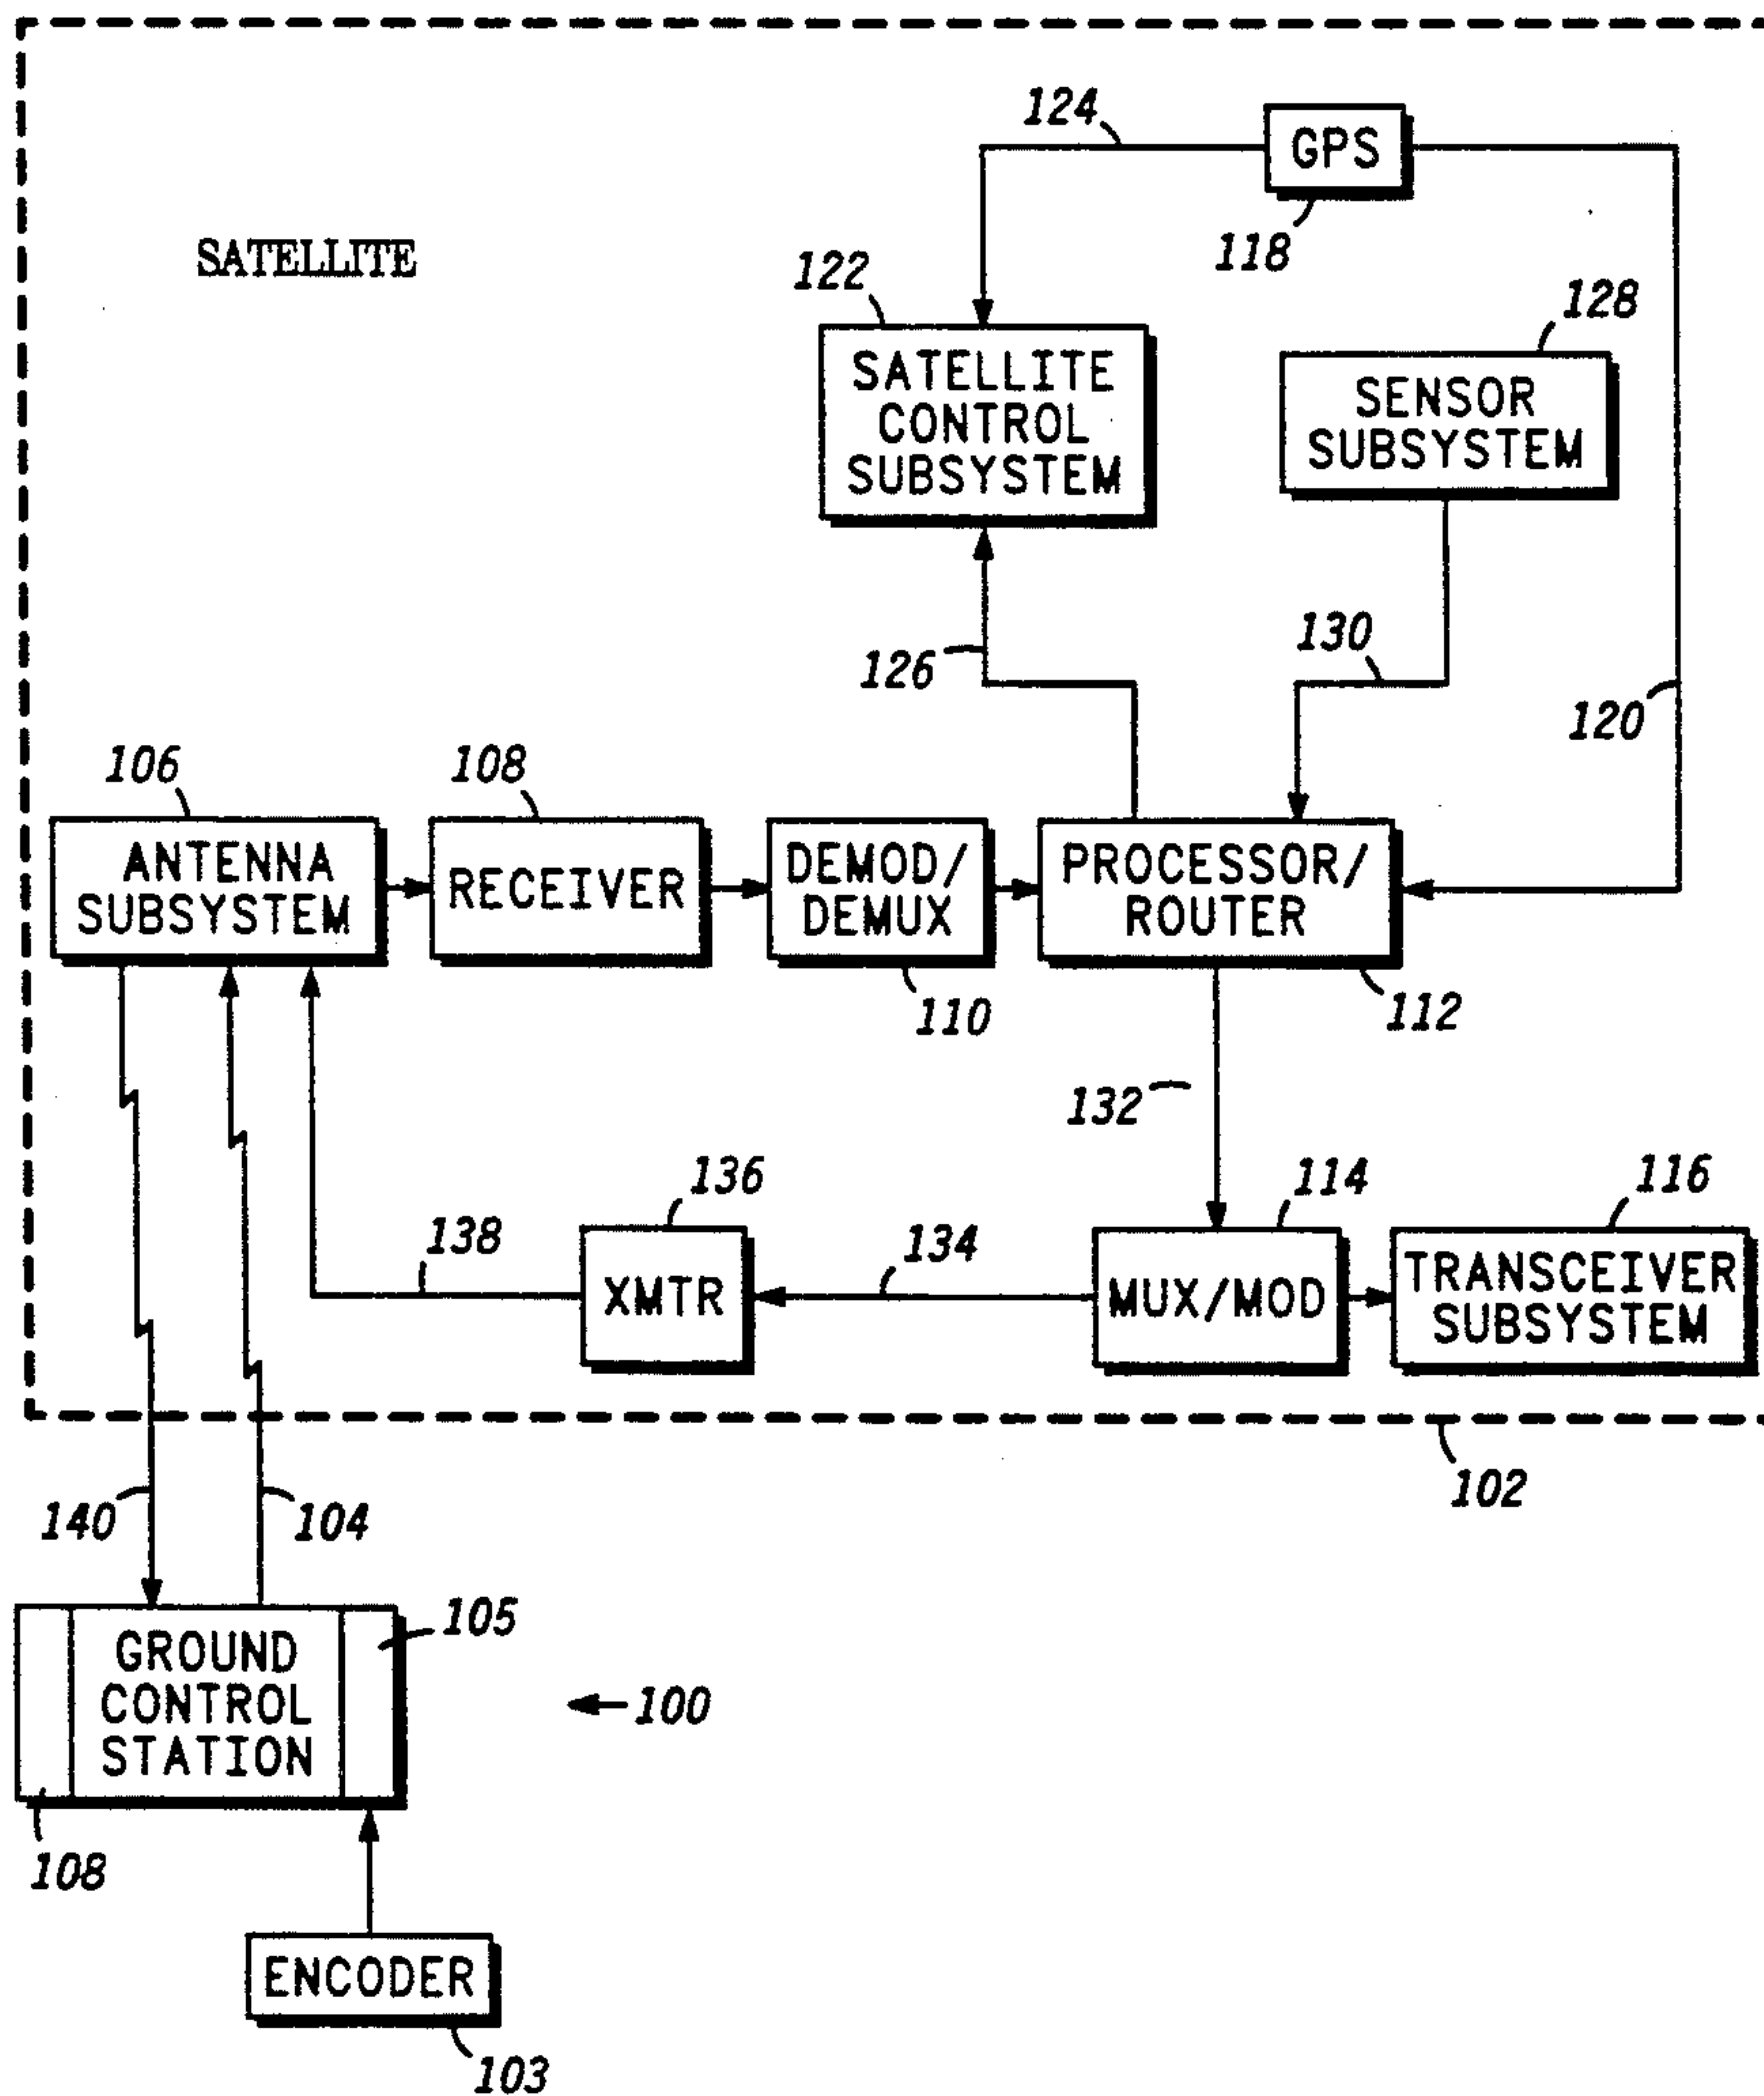 124
GPS
118
SATELLITE
122
128
SATELLITE
CONTROL
SUBSYSTEM
SENSOR
SUBSYSTEM
126
130
120
106
108
ANTENNA
SUBSYSTEM
RECEIVER
DEMOD/
DEMUX
PROCESSOR/
ROUTER
110
112
132
136
114
116
138
134
XMTR
MUX/MOD
TRANSCEIVER
SUBSYSTEM
102
140
104
105
GROUND
CONTROL
STATION
100
108
ENCODER
103